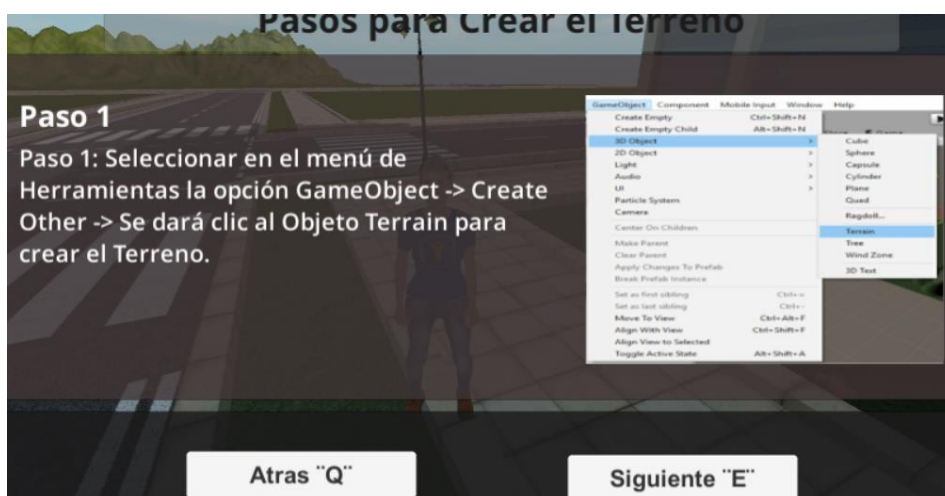 Pasos para Crear el Terreno
Paso 1
Paso 1: Seleccionar en el menú de
Herramientas la opción GameObject -> Create
Other -> Se dará clic al Objeto Terrain para
crear el Terreno.
GameObject Component Mobile Input Window Help
Create Empty Ctrl+Shift+N
Create Empty Child Alt+Shift+N
3D Object >
2D Object >
Light >
Audio >
UI >
Particle System
Camera
Center On Children
Make Parent
Clear Parent
Apply Changes To Prefab
Break Prefab Instance
Set as first sibling Ctrl+=
Set as last sibling Ctrl+-
Move To View Ctrl+Alt+F
Align With View Ctrl+Shift+F
Align View to Selected
Toggle Active State Alt+Shift+A
Cube
Sphere
Capsule
Cylinder
Plane
Quad
Ragdoll...
Terrain
Tree
Wind Zone
3D Text
Atras ¨Q¨
Siguiente ¨E¨